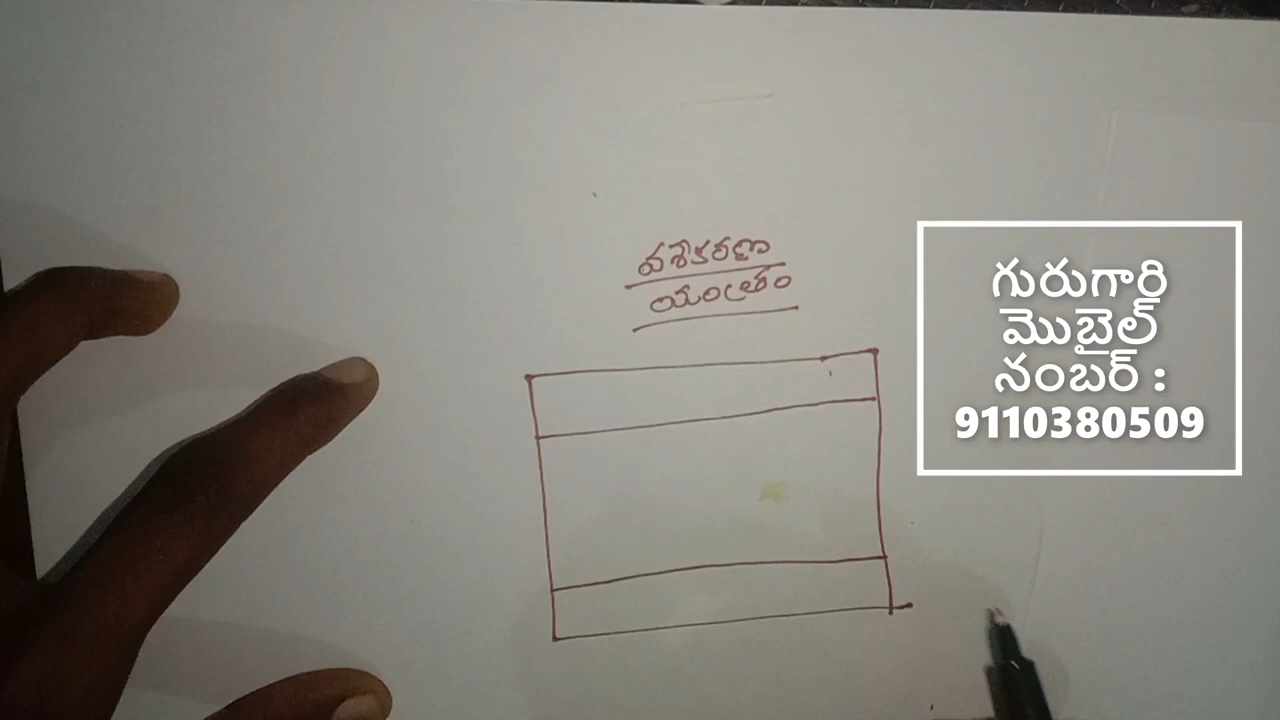 వశీకరణ
యంత్రం
గురుగారి
మొబైల్
నంబర్ :
9110380509